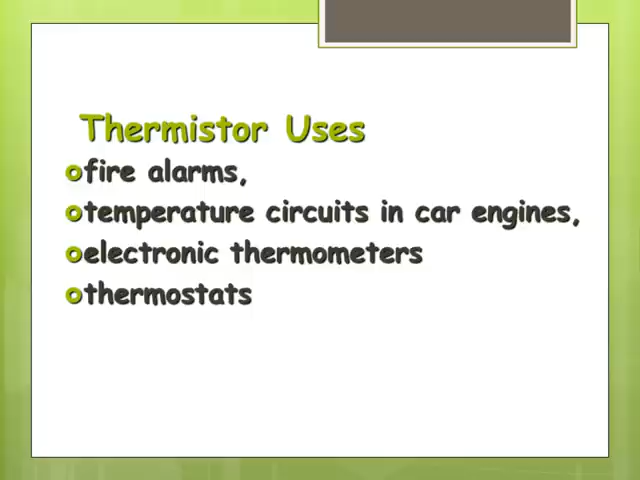 Thermistor Uses
fire alarms,
temperature circuits in car engines,
electronic thermometers
thermostats